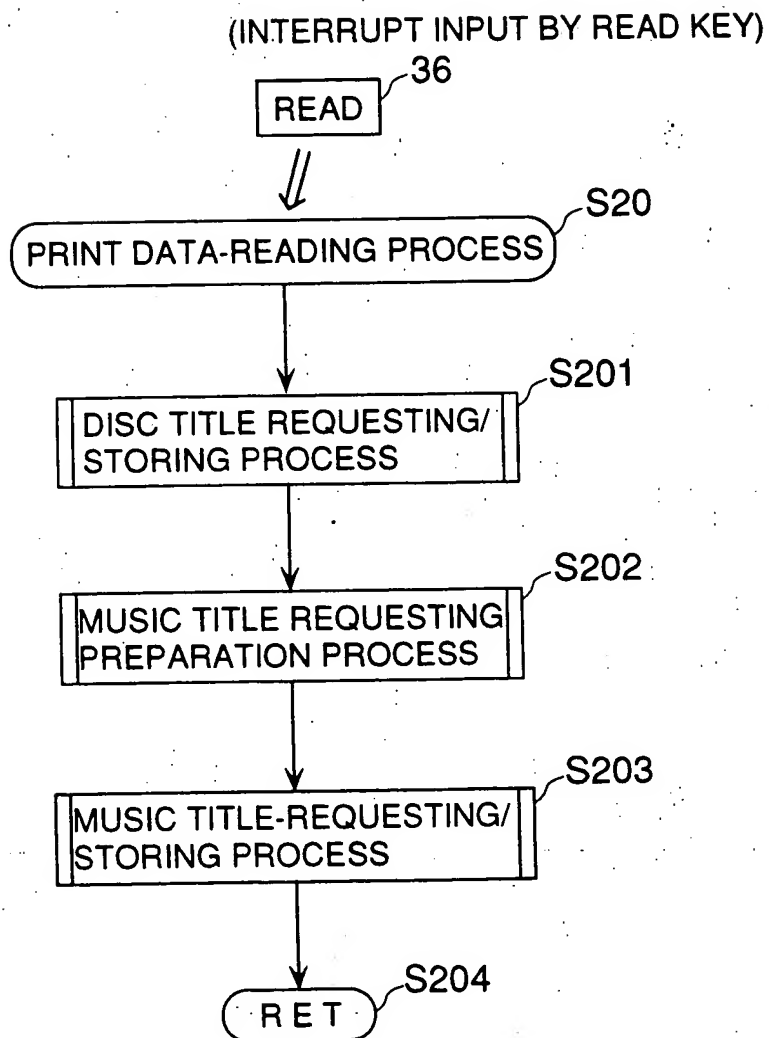 (INTERRUPT INPUT BY READ KEY)
36
READ
S20
PRINT DATA-READING PROCESS
S201
DISC TITLE REQUESTING/
STORING PROCESS
S202
MUSIC TITLE REQUESTING
PREPARATION PROCESS
S203
MUSIC TITLE-REQUESTING/
STORING PROCESS
S204
RET